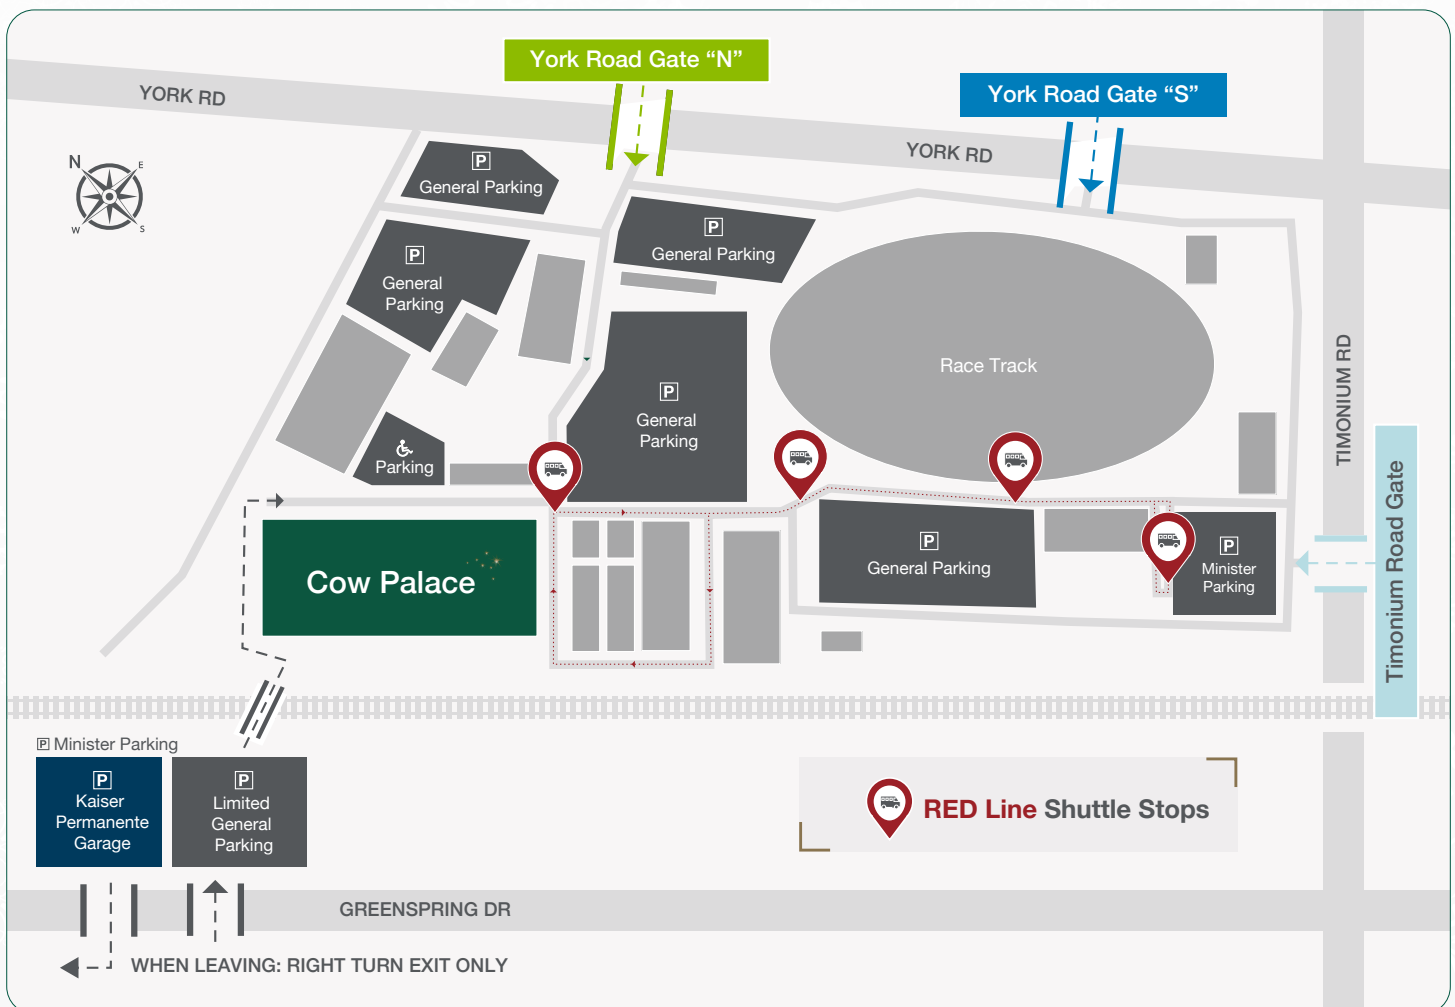 York Road Gate “N”
York Road Gate “S”
YORK RD
YORK RD
N
E
W
S
P
General Parking
P
General Parking
P
General
Parking
Race Track
P
General
Parking
Parking
TIMONIUM RD
Timonium Road Gate
P
General Parking
P
Minister
Parking
Cow Palace
P Minister Parking
P
Kaiser
Permanente
Garage
P
Limited
General
Parking
RED Line Shuttle Stops
GREENSPRING DR
WHEN LEAVING: RIGHT TURN EXIT ONLY